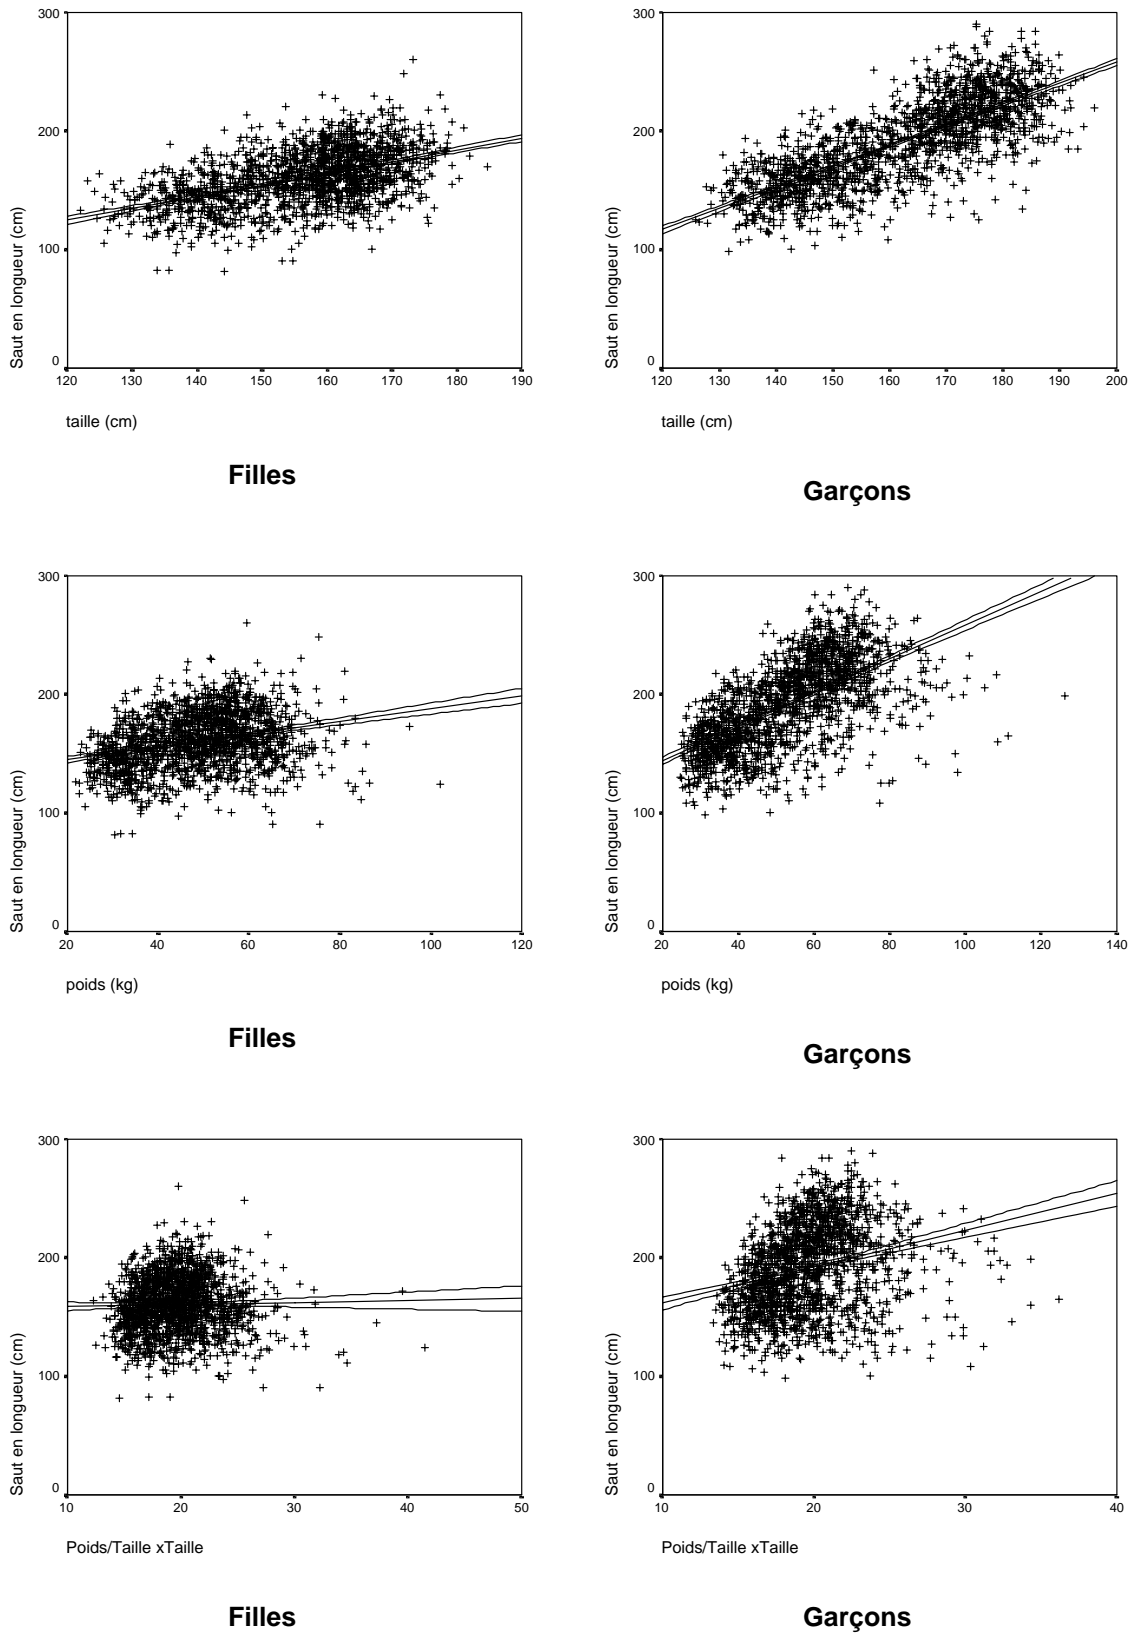 300
200
100
0
Saut en longueur (cm)
120 130 140 150 160 170 180 190
taille (cm)
Filles
300
200
100
0
Saut en longueur (cm)
120 130 140 150 160 170 180 190 200
taille (cm)
Garçons
300
200
100
0
Saut en longueur (cm)
20 40 60 80 100 120
poids (kg)
Filles
300
200
100
0
Saut en longueur (cm)
20 40 60 80 100 120 140
poids (kg)
Garçons
300
200
100
0
Saut en longueur (cm)
10 20 30 40 50
Poids/Taille xTaille
Filles
300
200
100
0
Saut en longueur (cm)
10 20 30 40
Poids/Taille xTaille
Garçons